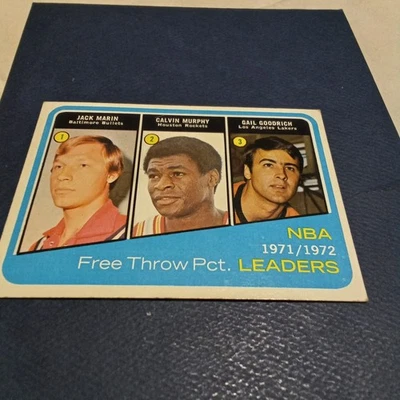 JACK MARIN
Baltimore Bullets
1
CALVIN MURPHY
Houston Rockets
2
GAIL GOODRICH
Los Angeles Lakers
3
NBA
1971/1972
Free Throw Pct. LEADERS